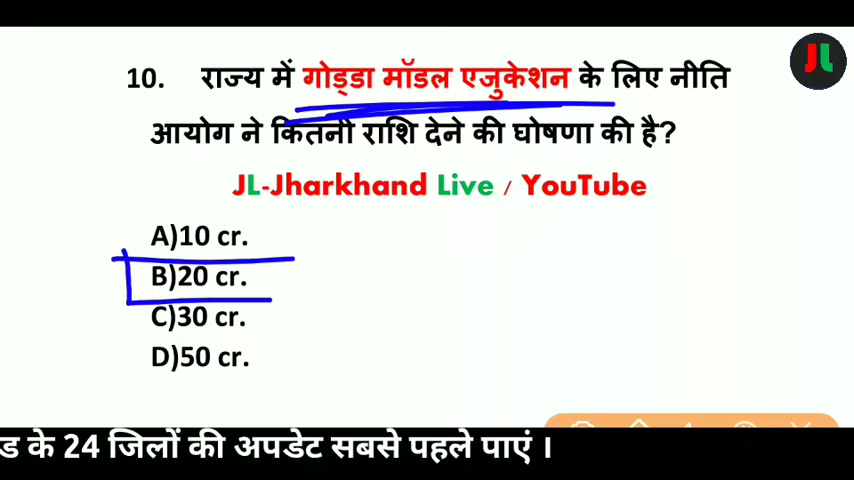 JL
10. राज्य में गोड्डा मॉडल एजुकेशन के लिए नीति
आयोग ने कितनी राशि देने की घोषणा की है?
JL-Jharkhand Live / YouTube
A)10 cr.
B)20 cr.
C)30 cr.
D)50 cr.
ड के 24 जिलों की अपडेट सबसे पहले पाएं ।